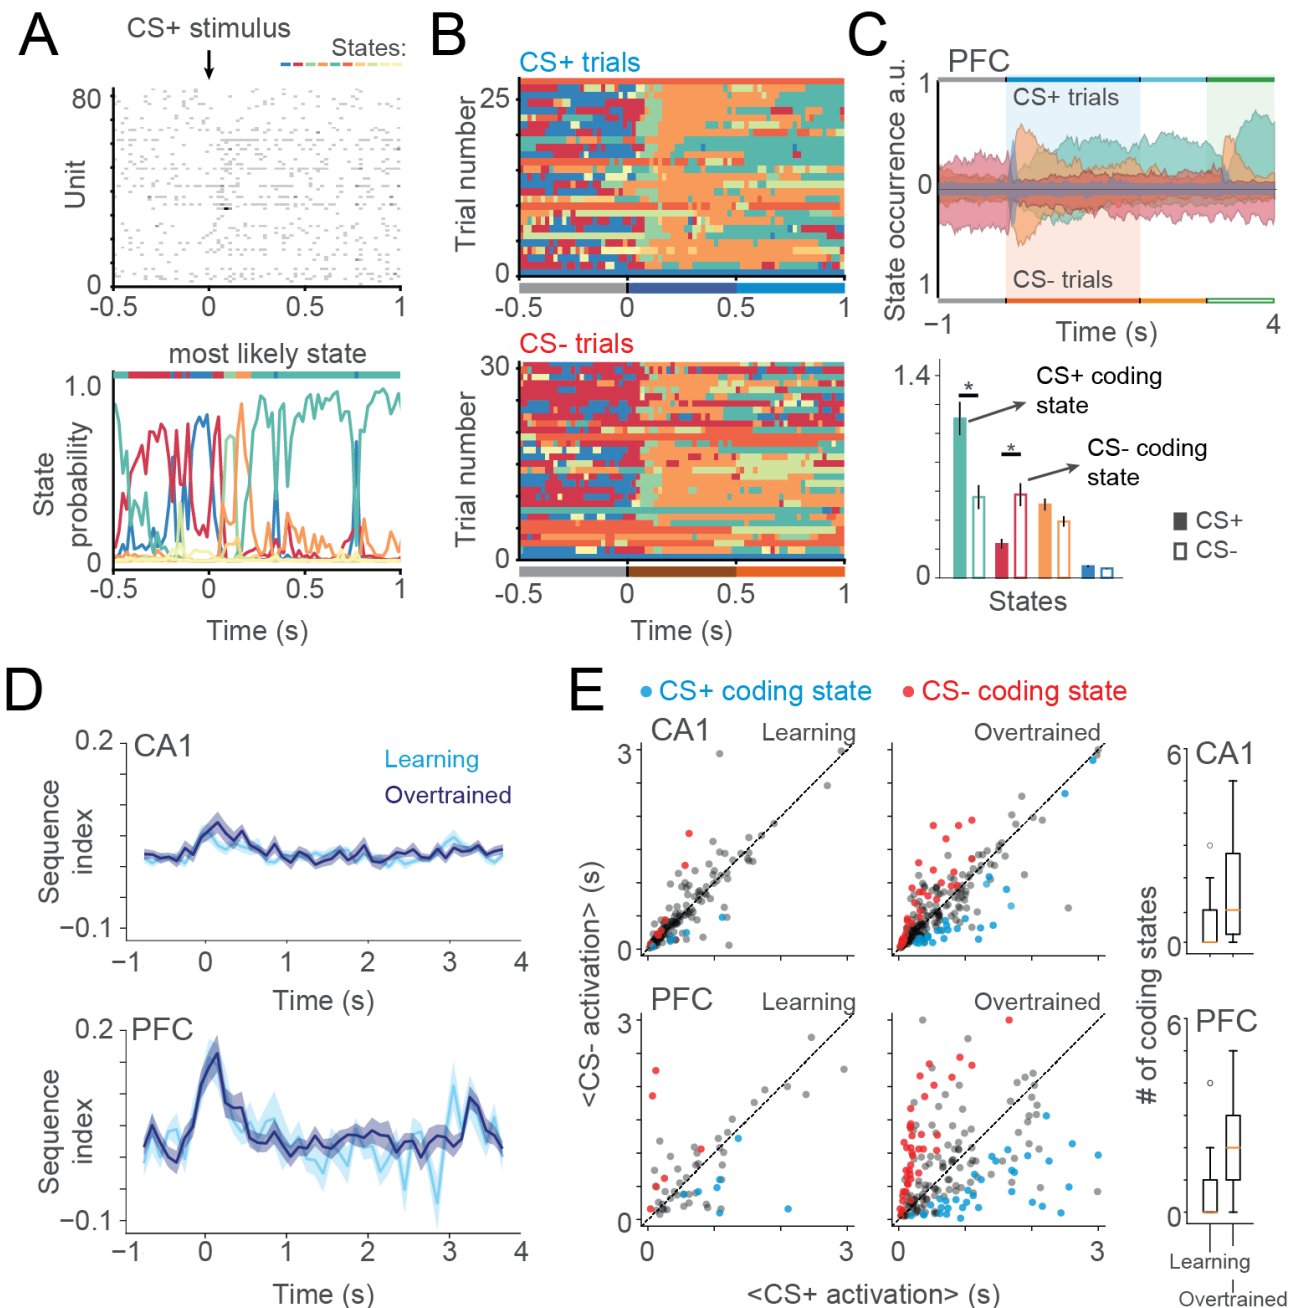 A
CS+ stimulus
States:
80
Unit
0
-0.5
0
0.5
1
most likely state
1.0
State
probability
0
-0.5
0
0.5
1
Time (s)
B
CS+ trials
25
Trial number
0
-0.5
0
0.5
1
CS- trials
30
Trial number
0
-0.5
0
0.5
1
Time (s)
C
PFC
1
CS+ trials
State occurrence a.u.
0
CS- trials
1
−1
Time (s)
4
1.4
*
CS+ coding
state
*
CS- coding
state
CS+
CS-
0
States
D
0.2
CA1
Learning
Overtrained
Sequence
index
−0.1
−1
0
1
2
3
4
Time (s)
0.2
PFC
Sequence
index
−0.1
−1
0
1
2
3
4
Time (s)
E
CS+ coding state
CS- coding state
CA1
Learning
Overtrained
3
0
6
CA1
0
<CS- activation> (s)
# of coding states
PFC
Learning
Overtrained
3
0
0
3
0
3
<CS+ activation> (s)
6
PFC
0
Learning
Overtrained